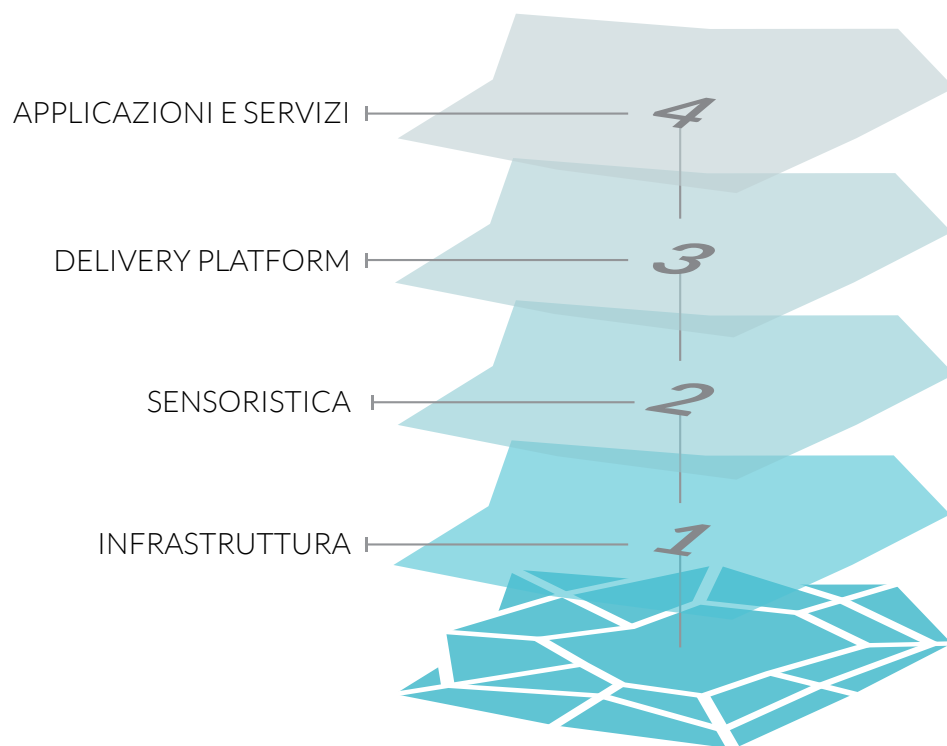 APPLICAZIONI E SERVIZI
4
DELIVERY PLATFORM
3
SENSORISTICA
2
INFRASTRUTTURA
1